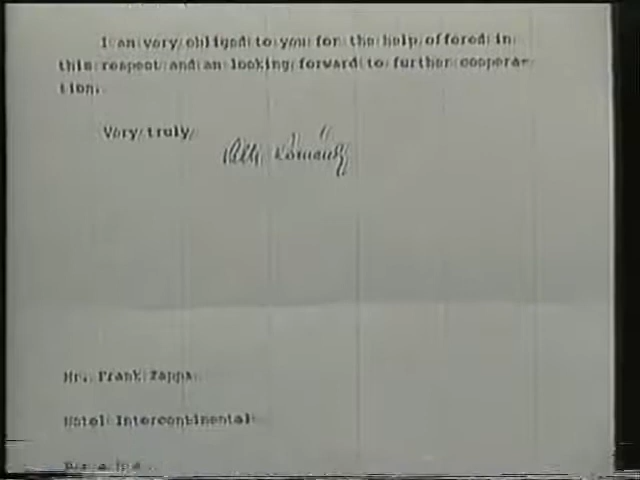 I am very obliged to you for the help offered in
this respect and am looking forward to further coopera-
tion.
Very truly,
Mr. Frank Zappa
Hotel Intercontinental